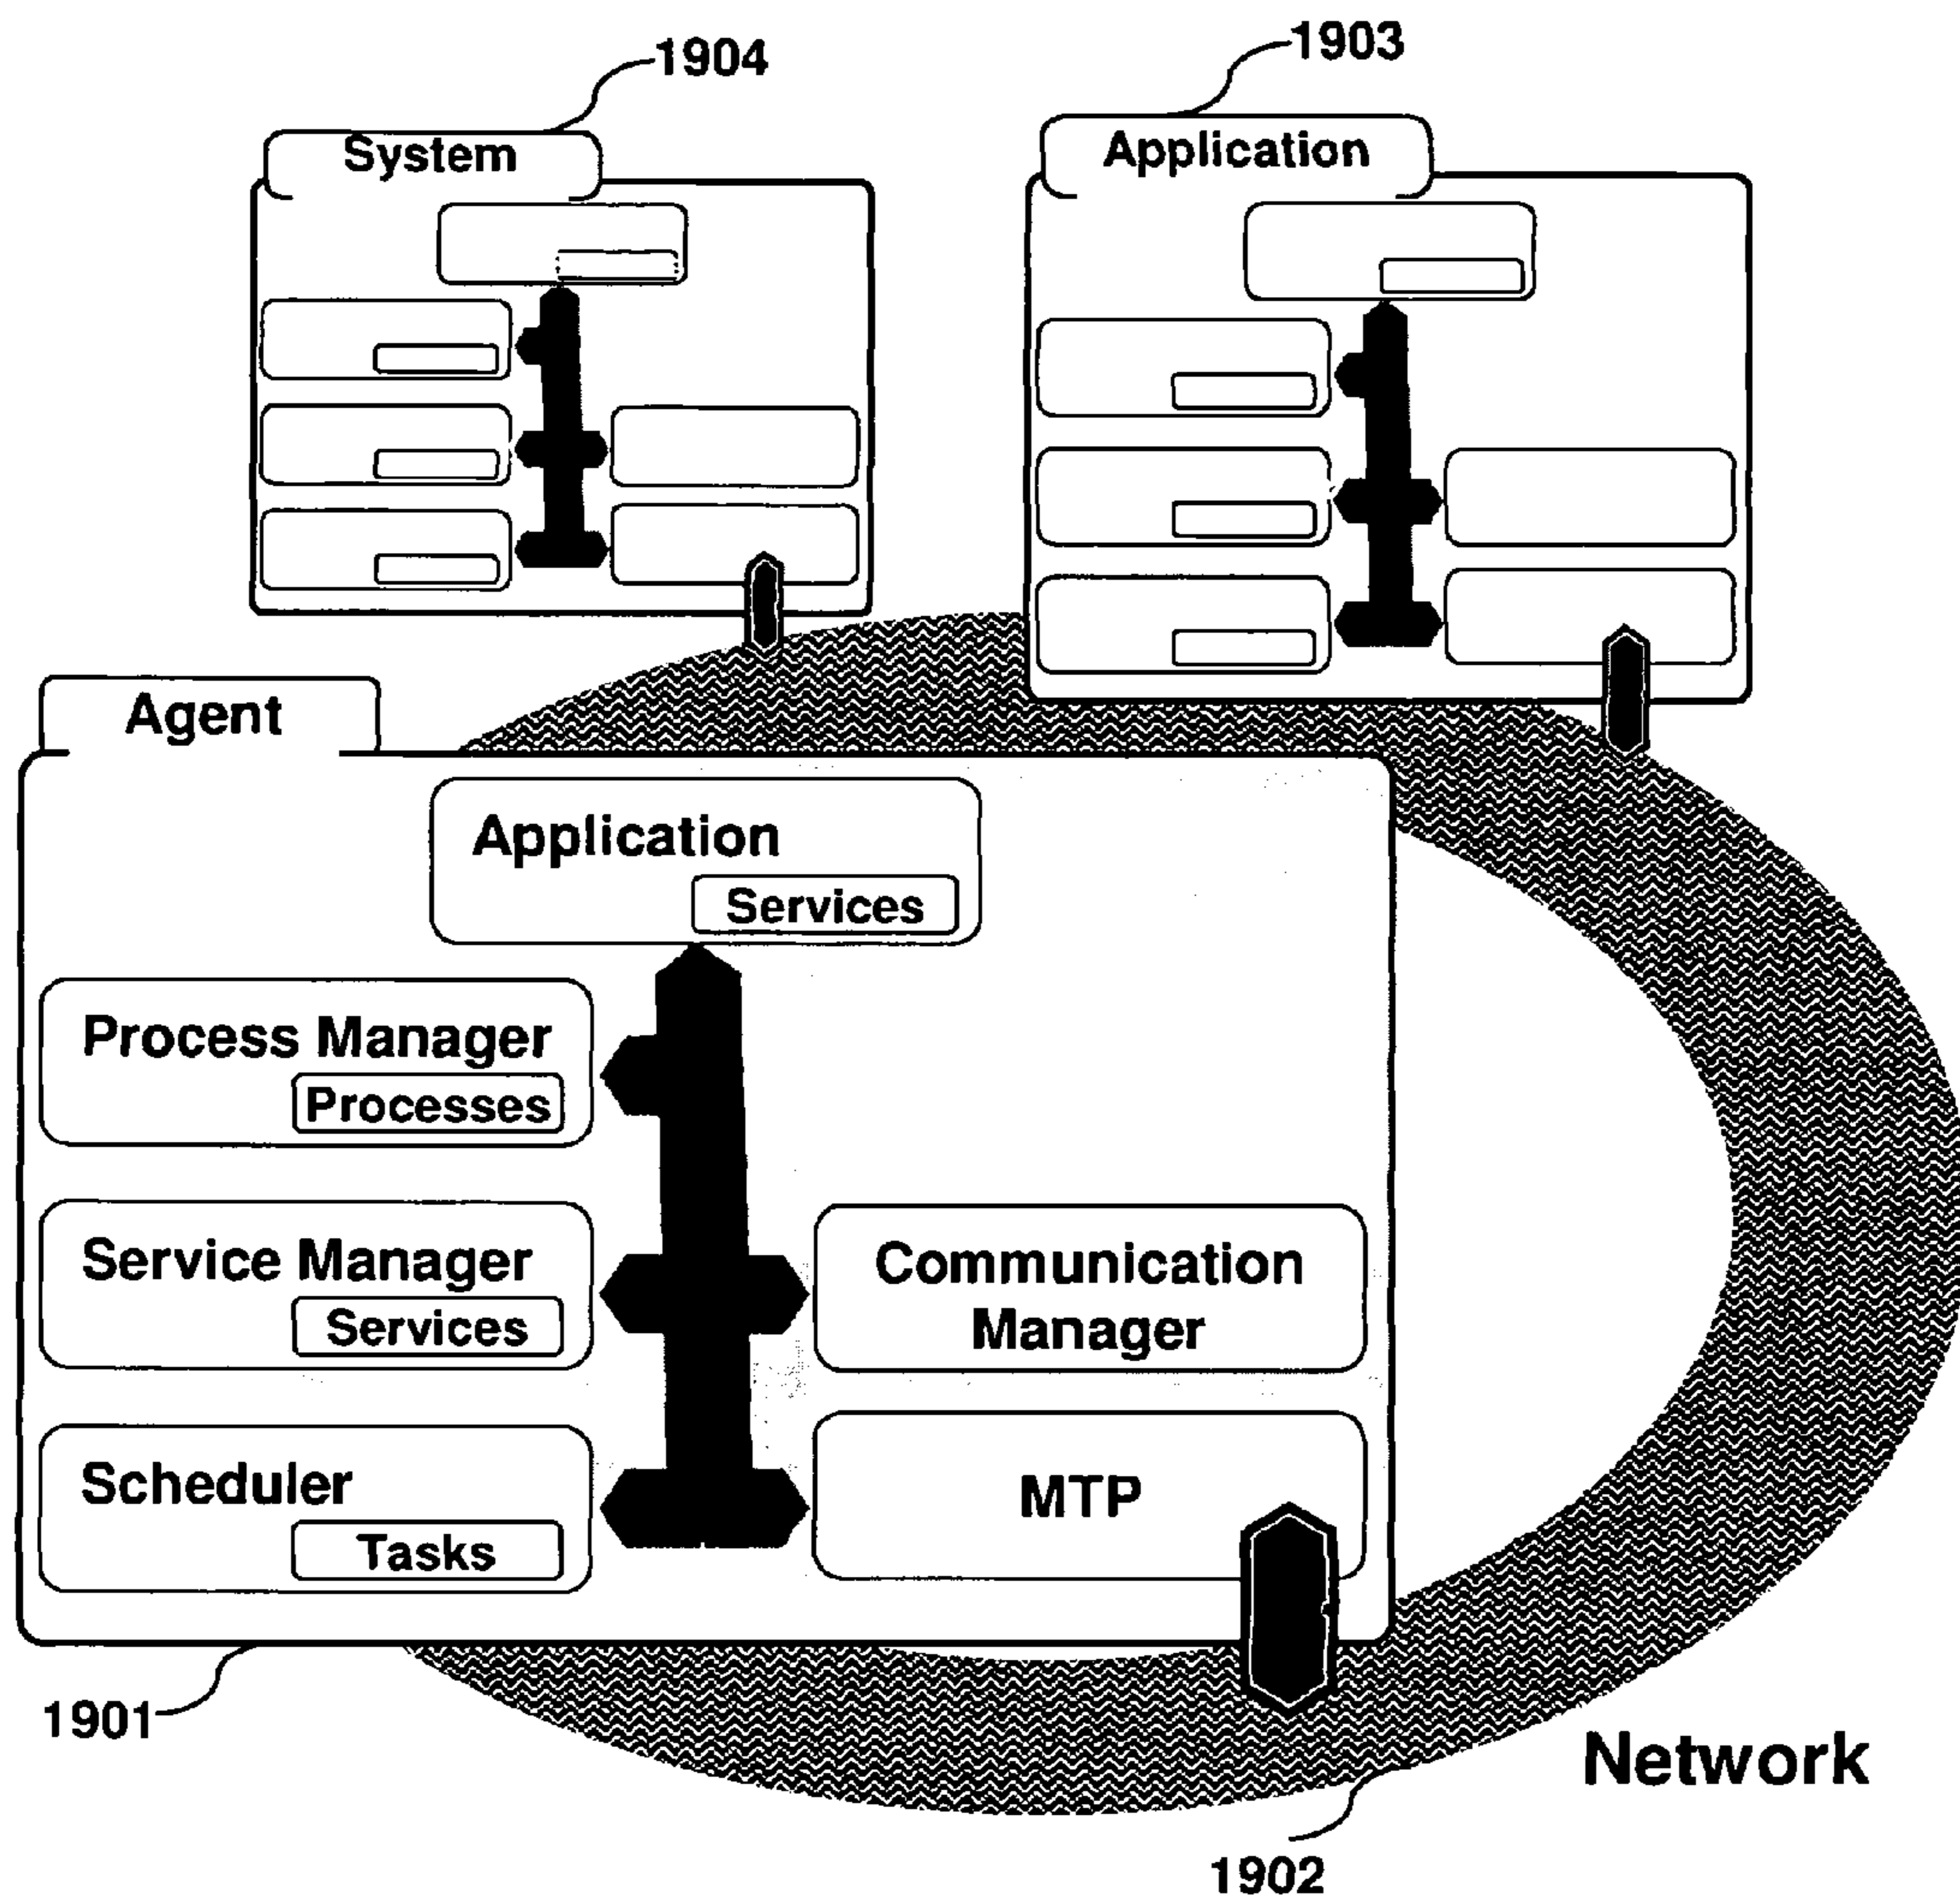 1904
1903
System
Application
Agent
Application
Services
Process Manager
Processes
Service Manager
Services
Communication
Manager
Scheduler
Tasks
MTP
1901
Network
1902